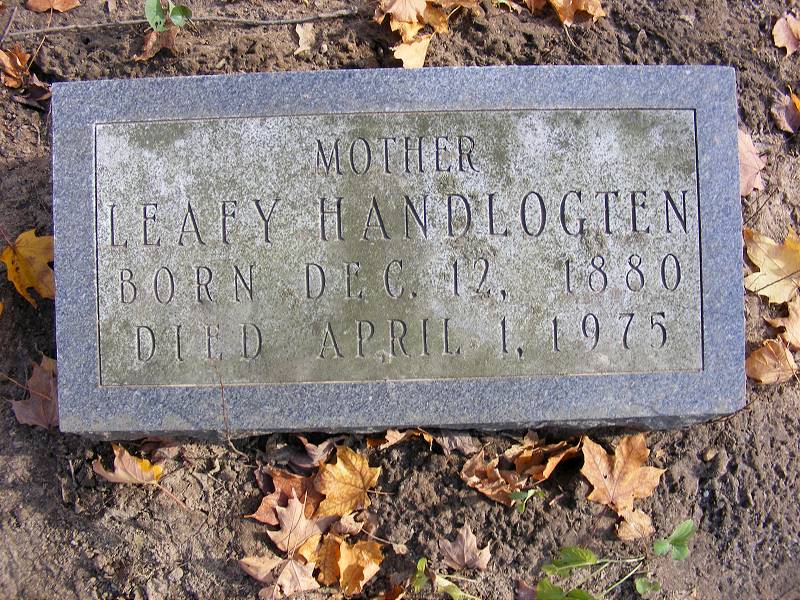 MOTHER
LEAFY HANDLOGTEN
BORN DEC. 12, 1880
DIED APRIL 1, 1975